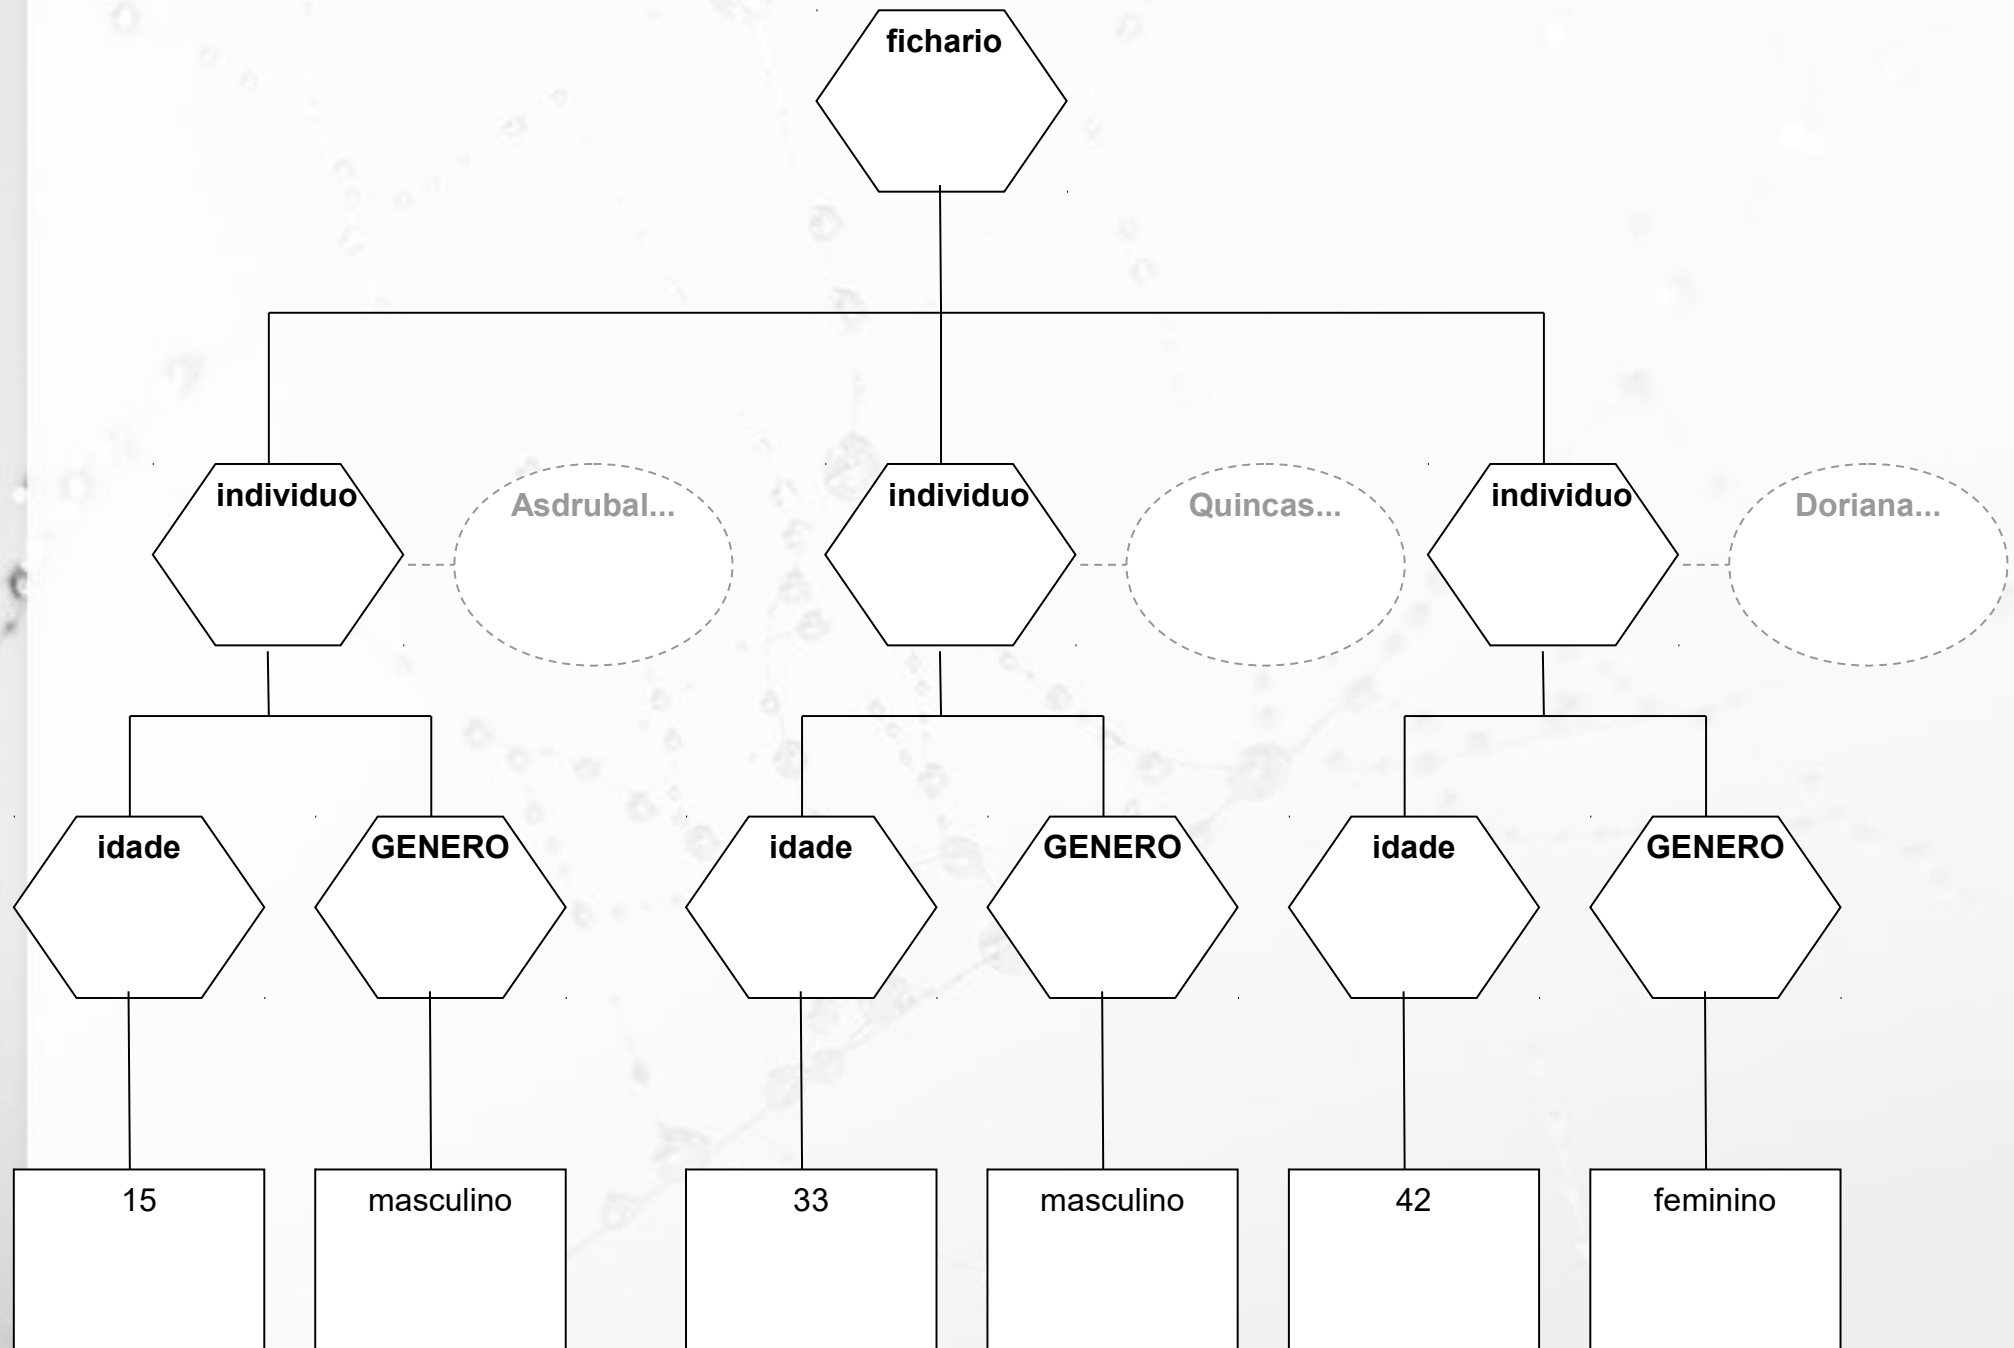 fichario
individuo
Asdrubal...
individuo
Quincas...
individuo
Doriana...
idade
GENERO
idade
GENERO
idade
GENERO
15
masculino
33
masculino
42
feminino